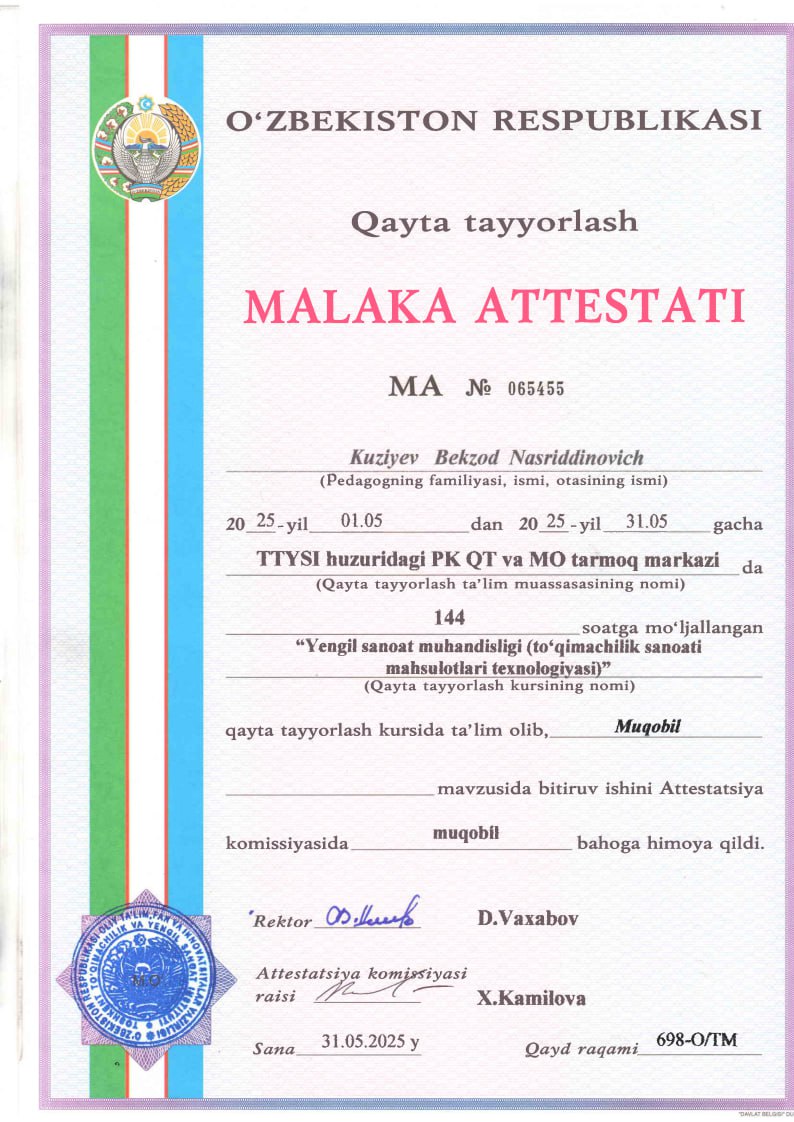 O‘ZBEKISTON RESPUBLIKASI
Qayta tayyorlash
MALAKA ATTESTATI
MA № 065455
Kuziyev Bekzod Nasriddinovich
(Pedagogning familiyasi, ismi, otasining ismi)
20 25 -yil 01.05 dan 20 25 -yil 31.05 gacha
TTYSI huzuridagi PK QT va MO tarmoq markazi da
(Qayta tayyorlash ta’lim muassasasining nomi)
144
soatga mo‘ljallangan
“Yengil sanoat muhandisligi (to‘qimachilik sanoati
mahsulotlari texnologiyasi)”
(Qayta tayyorlash kursining nomi)
qayta tayyorlash kursida ta’lim olib, Muqobil
mavzusida bitiruv ishini Attestatsiya
komissiyasida muqobil bahoga himoya qildi.
Rektor D.Vaxabov
Attestatsiya komissiyasi
raisi X.Kamilova
Sana 31.05.2025 y Qayd raqami 698-O/TM
M.O‘
"DAVLAT BELGISI" DU